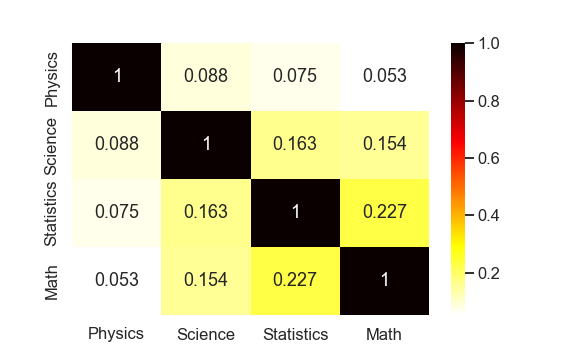 Physics
1 0.088 0.075 0.053
Science
0.088 1 0.163 0.154
Statistics
0.075 0.163 1 0.227
Math
0.053 0.154 0.227 1
Physics Science Statistics Math
1.0
0.8
0.6
0.4
0.2